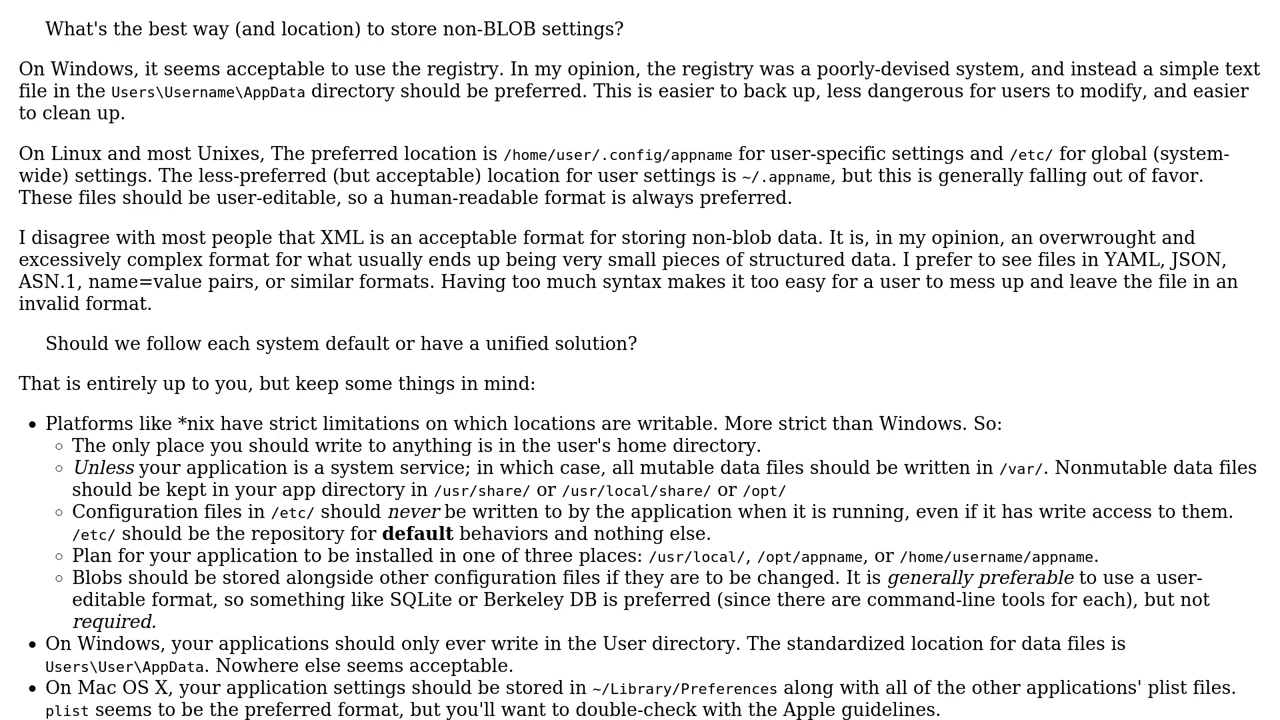 What's the best way (and location) to store non-BLOB settings?
On Windows, it seems acceptable to use the registry. In my opinion, the registry was a poorly-devised system, and instead a simple text
file in the Users\Username\AppData directory should be preferred. This is easier to back up, less dangerous for users to modify, and easier
to clean up.
On Linux and most Unixes, The preferred location is /home/user/.config/appname for user-specific settings and /etc/ for global (system-
wide) settings. The less-preferred (but acceptable) location for user settings is ~/.appname, but this is generally falling out of favor.
These files should be user-editable, so a human-readable format is always preferred.
I disagree with most people that XML is an acceptable format for storing non-blob data. It is, in my opinion, an overwrought and
excessively complex format for what usually ends up being very small pieces of structured data. I prefer to see files in YAML, JSON,
ASN.1, name=value pairs, or similar formats. Having too much syntax makes it too easy for a user to mess up and leave the file in an
invalid format.
Should we follow each system default or have a unified solution?
That is entirely up to you, but keep some things in mind:
• Platforms like *nix have strict limitations on which locations are writable. More strict than Windows. So:
◦ The only place you should write to anything is in the user's home directory.
◦ Unless your application is a system service; in which case, all mutable data files should be written in /var/. Nonmutable data files
should be kept in your app directory in /usr/share/ or /usr/local/share/ or /opt/
◦ Configuration files in /etc/ should never be written to by the application when it is running, even if it has write access to them.
/etc/ should be the repository for default behaviors and nothing else.
◦ Plan for your application to be installed in one of three places: /usr/local/, /opt/appname, or /home/username/appname.
◦ Blobs should be stored alongside other configuration files if they are to be changed. It is generally preferable to use a user-
editable format, so something like SQLite or Berkeley DB is preferred (since there are command-line tools for each), but not
required.
• On Windows, your applications should only ever write in the User directory. The standardized location for data files is
Users\User\AppData. Nowhere else seems acceptable.
• On Mac OS X, your application settings should be stored in ~/Library/Preferences along with all of the other applications' plist files.
plist seems to be the preferred format, but you'll want to double-check with the Apple guidelines.